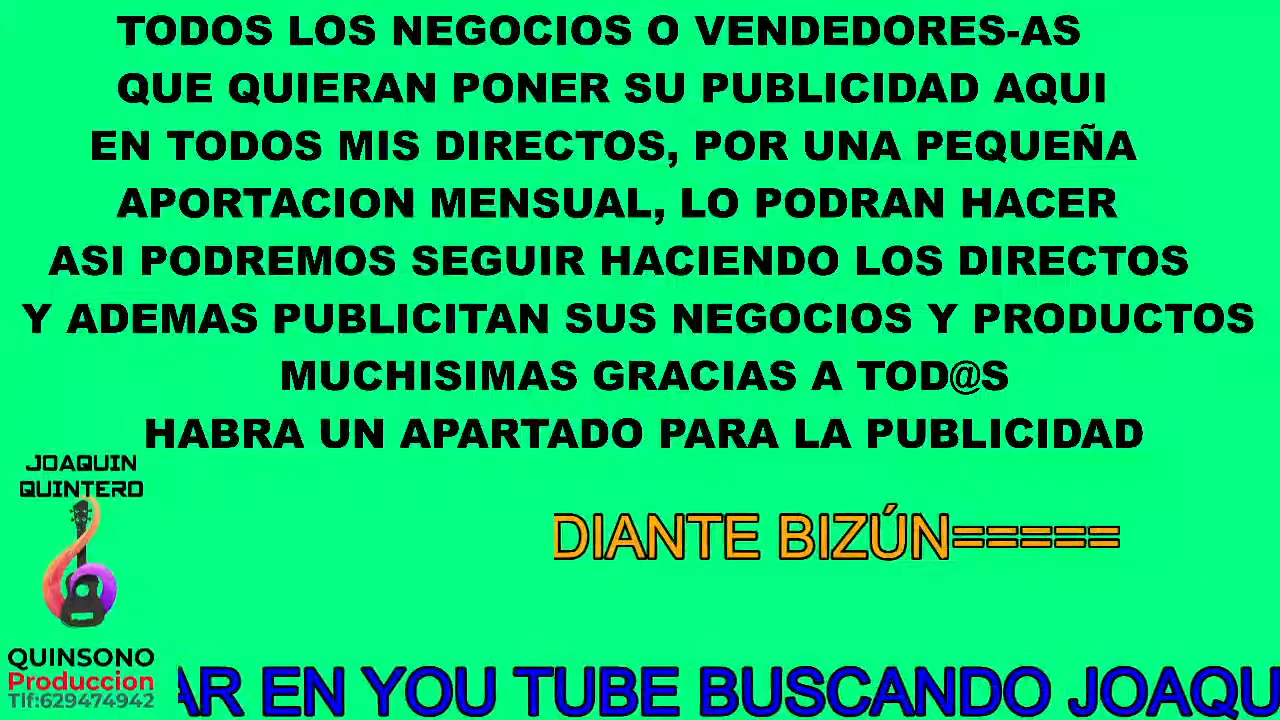 TODOS LOS NEGOCIOS O VENDEDORES-AS
QUE QUIERAN PONER SU PUBLICIDAD AQUI
EN TODOS MIS DIRECTOS, POR UNA PEQUEÑA
APORTACION MENSUAL, LO PODRAN HACER
ASI PODREMOS SEGUIR HACIENDO LOS DIRECTOS
Y ADEMAS PUBLICITAN SUS NEGOCIOS Y PRODUCTOS
MUCHISIMAS GRACIAS A TOD@S
HABRA UN APARTADO PARA LA PUBLICIDAD
JOAQUIN
QUINTERO
DIANTE BIZÚN=====
QUINSONO
Produccion
Tlf:629474942
AR EN YOU TUBE BUSCANDO JOAQU